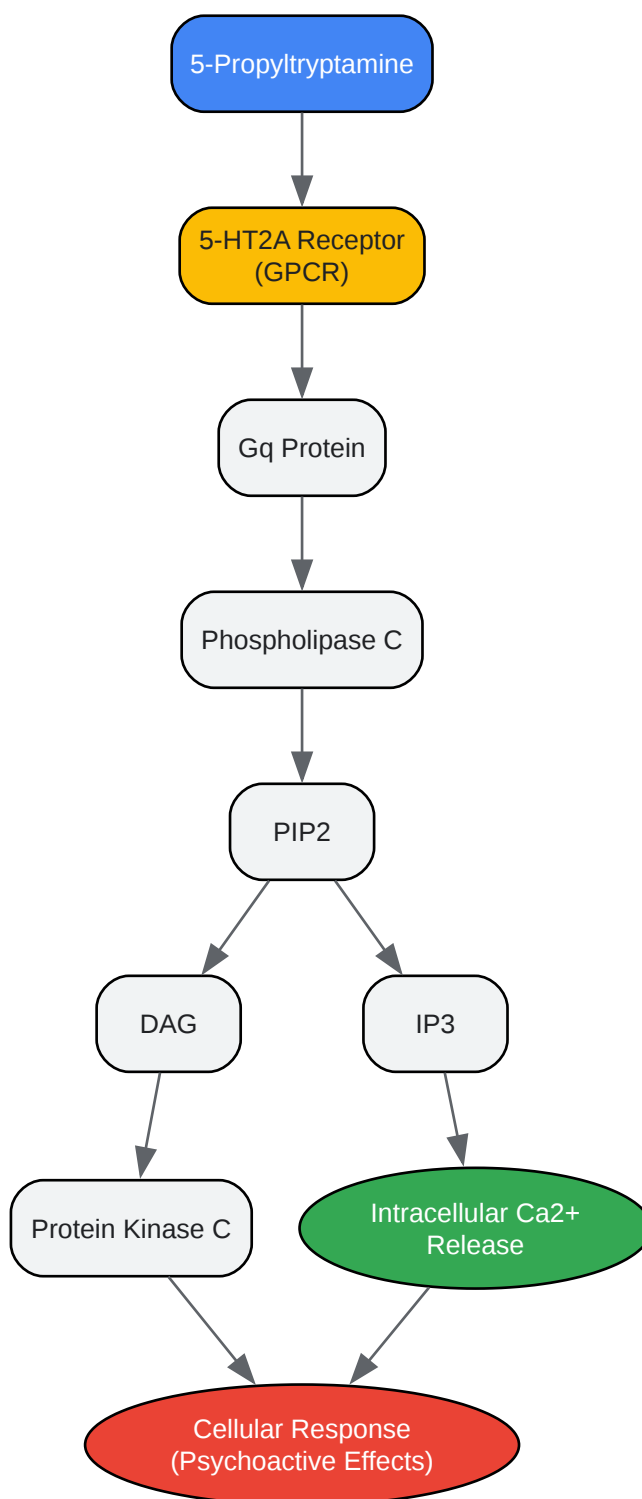 5-Propyltryptamine
5-HT2A Receptor
(GPCR)
Gq Protein
Phospholipase C
PIP2
DAG
IP3
Protein Kinase C
Intracellular Ca2+
Release
Cellular Response
(Psychoactive Effects)